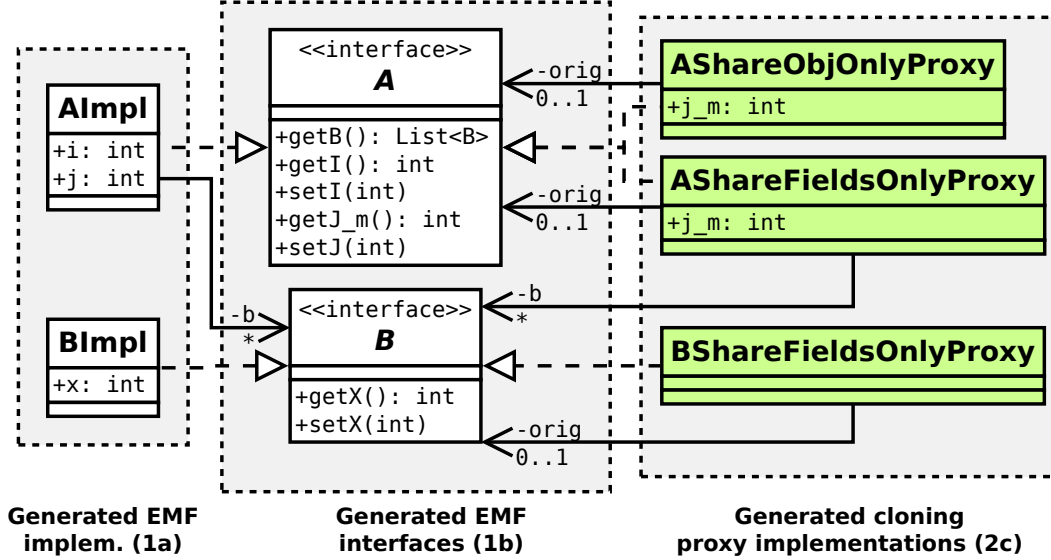 AImpl
+i: int
+j: int
BImpl
+x: int
Generated EMF
implem. (1a)
<<interface>>
A
+getB(): List<B>
+getI(): int
+setI(int)
+getJ_m(): int
+setJ(int)
-b
*
<<interface>>
B
+getX(): int
+setX(int)
Generated EMF
interfaces (1b)
-orig
0..1
-orig
0..1
-b
*
-orig
0..1
AShareObjOnlyProxy
+j_m: int
AShareFieldsOnlyProxy
+j_m: int
BShareFieldsOnlyProxy
Generated cloning
proxy implementations (2c)